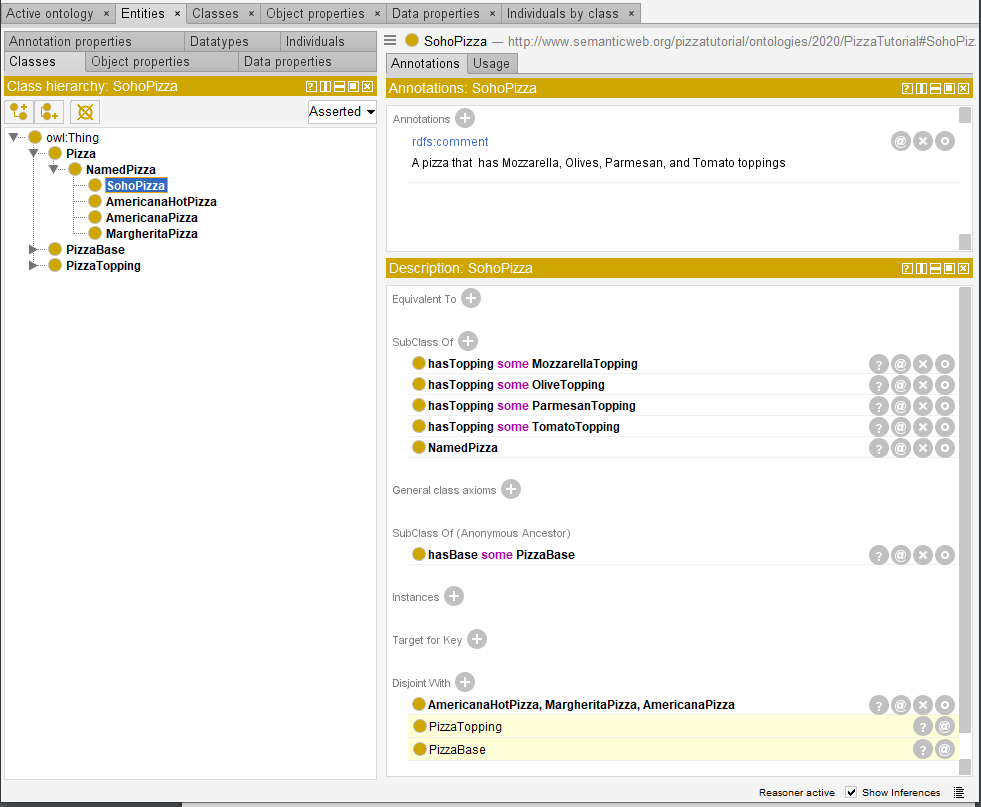 Active ontology × Entities × Classes × Object properties × Data properties × Individuals by class ×
Annotation properties Datatypes Individuals
Classes Object properties Data properties
Class hierarchy: SohoPizza
Asserted
owl:Thing
Pizza
NamedPizza
SohoPizza
AmericanaHotPizza
AmericanaPizza
MargheritaPizza
PizzaBase
PizzaTopping
SohoPizza — http://www.semanticweb.org/pizzatutorial/ontologies/2020/PizzaTutorial#SohoPiz
Annotations Usage
Annotations: SohoPizza
Annotations
rdfs:comment
A pizza that has Mozzarella, Olives, Parmesan, and Tomato toppings
Description: SohoPizza
Equivalent To
SubClass Of
hasTopping some MozzarellaTopping
hasTopping some OliveTopping
hasTopping some ParmesanTopping
hasTopping some TomatoTopping
NamedPizza
General class axioms
SubClass Of (Anonymous Ancestor)
hasBase some PizzaBase
Instances
Target for Key
Disjoint With
AmericanaHotPizza, MargheritaPizza, AmericanaPizza
PizzaTopping
PizzaBase
Reasoner active Show Inferences